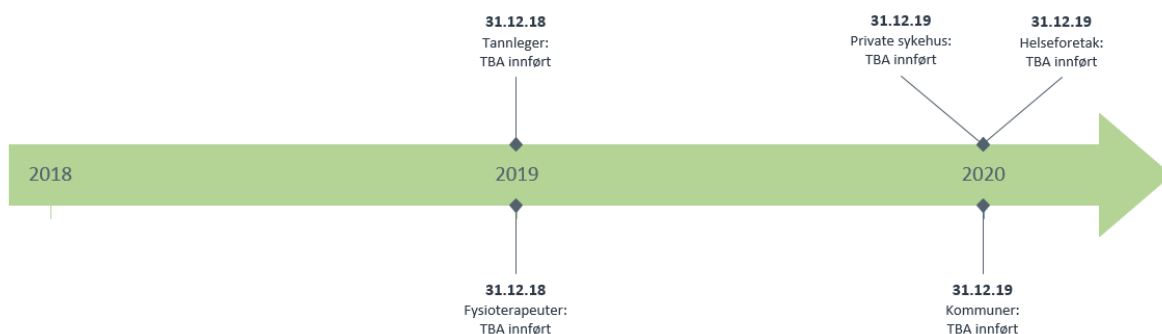 31.12.18
Tannleger:
TBA innført
31.12.19
Private sykehus:
TBA innført
31.12.19
Helseforetak:
TBA innført
2018
2019
2020
31.12.18
Fysioterapeuter:
TBA innført
31.12.19
Kommuner:
TBA innført